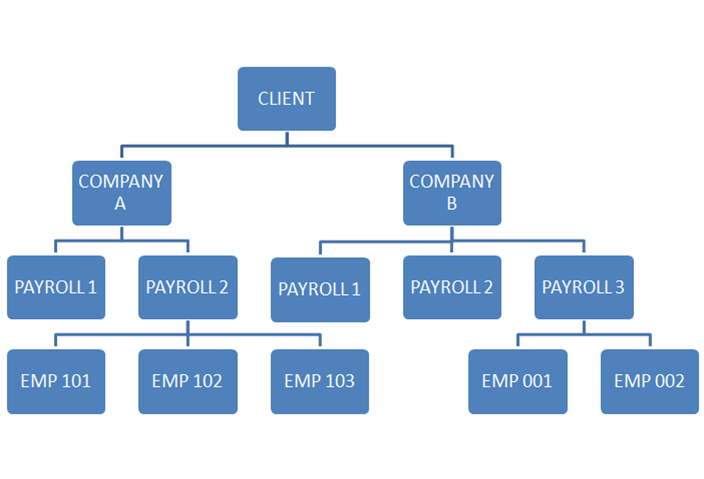 CLIENT
COMPANY
A
COMPANY
B
PAYROLL 1
PAYROLL 2
PAYROLL 1
PAYROLL 2
PAYROLL 3
EMP 101
EMP 102
EMP 103
EMP 001
EMP 002